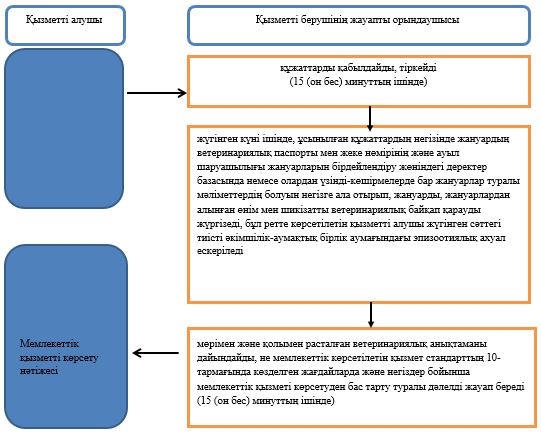 Қызметті алушы
Қызметті берушінің жауапты орындаушысы
құжаттарды қабылдайды, тіркейді
(15 (он бес) минуттың ішінде)
жүгінген күні ішінде, ұсынылған құжаттардың негізінде жануардың
ветеринариялық паспорты мен жеке нөмірінің және ауыл
шаруашылығы жануарларын бірдейлендіру жөніндегі деректер
базасында немесе олардан үзінді-көшірмелерде бар жануарлар туралы
мәліметтердің болуын негізге ала отырып, жануарды, жануарлардан
алынған өнім мен шикізатты ветеринариялық байқап қарауды
жүргізеді, бұл ретте көрсетілетін қызметті алушы жүгінген сәттегі
тиісті әкімшілік-аумақтық бірлік аумағындағы эпизоотиялық ахуал
ескеріледі
Мемлекеттік
қызметті көрсету
нәтіжесі
мөрімен және қолымен расталған ветеринариялық анықтаманы
дайындайды, не мемлекеттік көрсетілетін қызмет стандарттың 10-
тармағында көзделген жағдайларда және негіздер бойынша
мемлекеттік қызметі көрсетуден бас тарту туралы дәлелді жауап береді
(15 (он бес) минуттың ішінде)